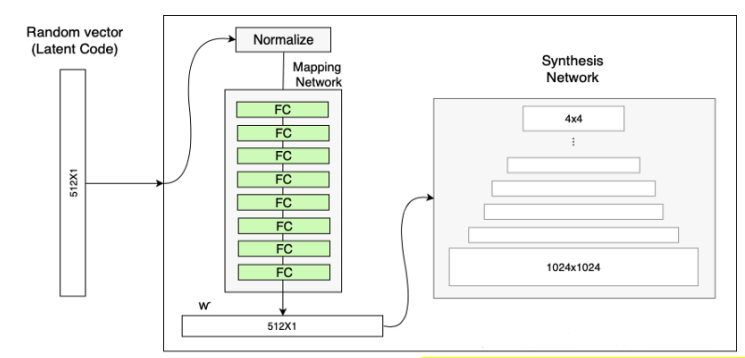 Random vector
(Latent Code)
512X1
Normalize
Mapping
Network
FC
FC
FC
FC
FC
FC
FC
FC
w
512X1
Synthesis
Network
4x4
⋮
1024x1024